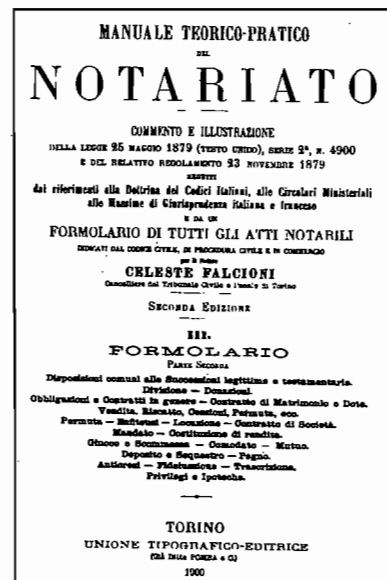 MANUALE TEORICO-PRATICO
DEL
NOTARIATO
COMMENTO E ILLUSTRAZIONE
DELLA LEGGE 25 MAGGIO 1879 (TESTO UNICO), SERIE 2ª, N. 4900
E DEL RELATIVO REGOLAMENTO 23 NOVEMBRE 1879
dai riferimenti alla Dottrina dei Codici italiani, alle Circolari Ministeriali
alle Massime di Giurisprudenza italiana e francese
E DA UN
FORMOLARIO DI TUTTI GLI ATTI NOTARILI
INDICATI DAL CODICE CIVILE, DI PROCEDURA CIVILE E DI COMMERCIO
CELESTE FALCIONI
Cancelliere del Tribunale Civile e Penale di Torino
SECONDA EDIZIONE
III.
FORMOLARIO
PARTE SECONDA
Disposizioni comuni alle Successioni legittime e testamentarie.
Divisione — Donazioni.
Obbligazioni e Contratti in genere — Contratto di Matrimonio e Dote.
Vendita, Riscatto, Cessioni, Permuta, ecc.
Permuta — Enfiteusi — Locazione — Contratto di Società.
Mandato — Costituzione di rendita.
Giuoco e Scommessa — Comodato — Mutuo.
Deposito e Sequestro — Pegno.
Anticresi — Fideiussione — Trascrizione.
Privilegi e Ipoteche.
TORINO
UNIONE TIPOGRAFICO-EDITRICE
(GIÀ DITTA POMBA e C.)
1900